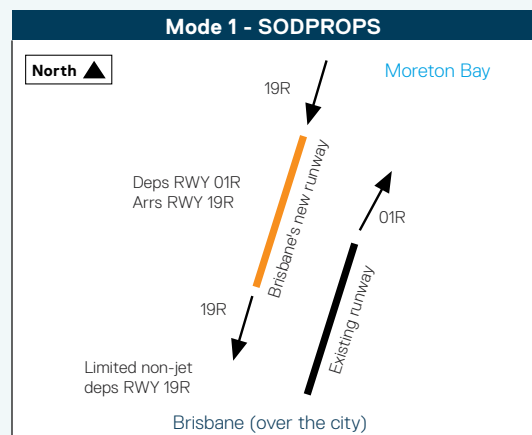 Mode 1 - SODPROPS
North
Moreton Bay
19R
Deps RWY 01R
Arrs RWY 19R
Brisbane's new runway
01R
19R
Existing runway
Limited non-jet
deps RWY 19R
Brisbane (over the city)